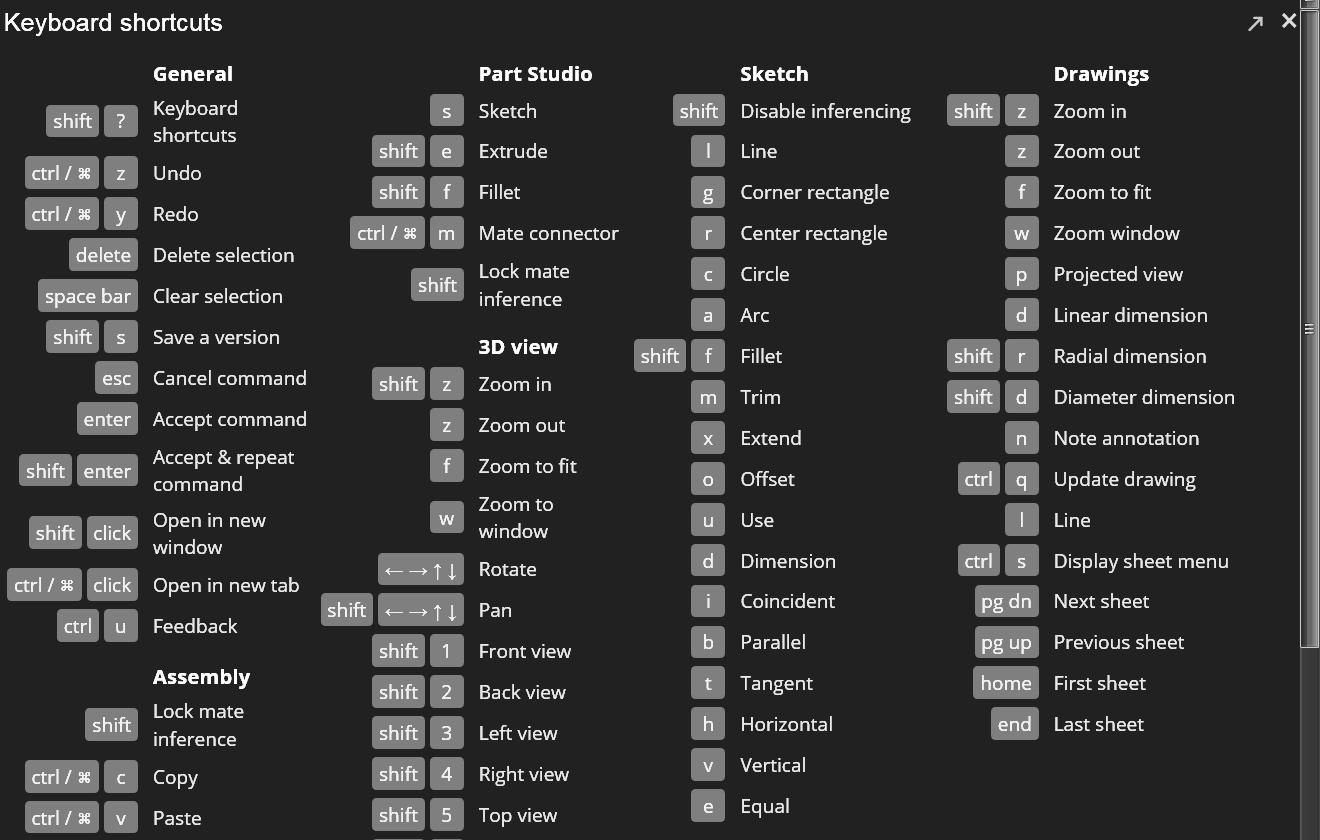 Keyboard shortcuts
General
shift ? Keyboard
shortcuts
ctrl / ⌘ z Undo
ctrl / ⌘ y Redo
delete Delete selection
space bar Clear selection
shift s Save a version
esc Cancel command
enter Accept command
shift enter Accept & repeat
command
shift click Open in new
window
ctrl / ⌘ click Open in new tab
ctrl u Feedback
Assembly
shift Lock mate
inference
ctrl / ⌘ c Copy
ctrl / ⌘ v Paste
Part Studio
s Sketch
shift e Extrude
shift f Fillet
ctrl / ⌘ m Mate connector
shift Lock mate
inference
3D view
shift z Zoom in
z Zoom out
f Zoom to fit
w Zoom to
window
←→↑↓ Rotate
shift ←→↑↓ Pan
shift 1 Front view
shift 2 Back view
shift 3 Left view
shift 4 Right view
shift 5 Top view
Sketch
shift Disable inferencing
l Line
g Corner rectangle
r Center rectangle
c Circle
a Arc
shift f Fillet
m Trim
x Extend
o Offset
u Use
d Dimension
i Coincident
b Parallel
t Tangent
h Horizontal
v Vertical
e Equal
Drawings
shift z Zoom in
z Zoom out
f Zoom to fit
w Zoom window
p Projected view
d Linear dimension
shift r Radial dimension
shift d Diameter dimension
n Note annotation
ctrl q Update drawing
l Line
ctrl s Display sheet menu
pg dn Next sheet
pg up Previous sheet
home First sheet
end Last sheet